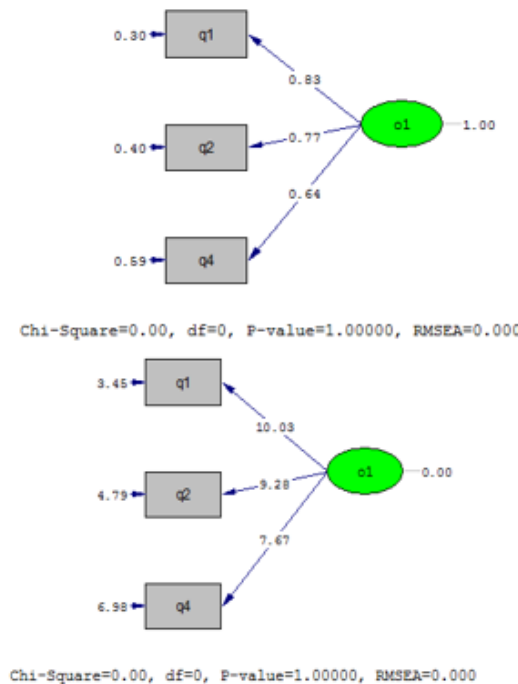 0.30 q1
0.83
o1 1.00
0.40 q2 0.77
0.64
0.59 q4
Chi-Square=0.00, df=0, P-value=1.00000, RMSEA=0.000
3.45 q1
10.03
o1 0.00
4.79 q2 9.28
7.67
6.98 q4
Chi-Square=0.00, df=0, P-value=1.00000, RMSEA=0.000